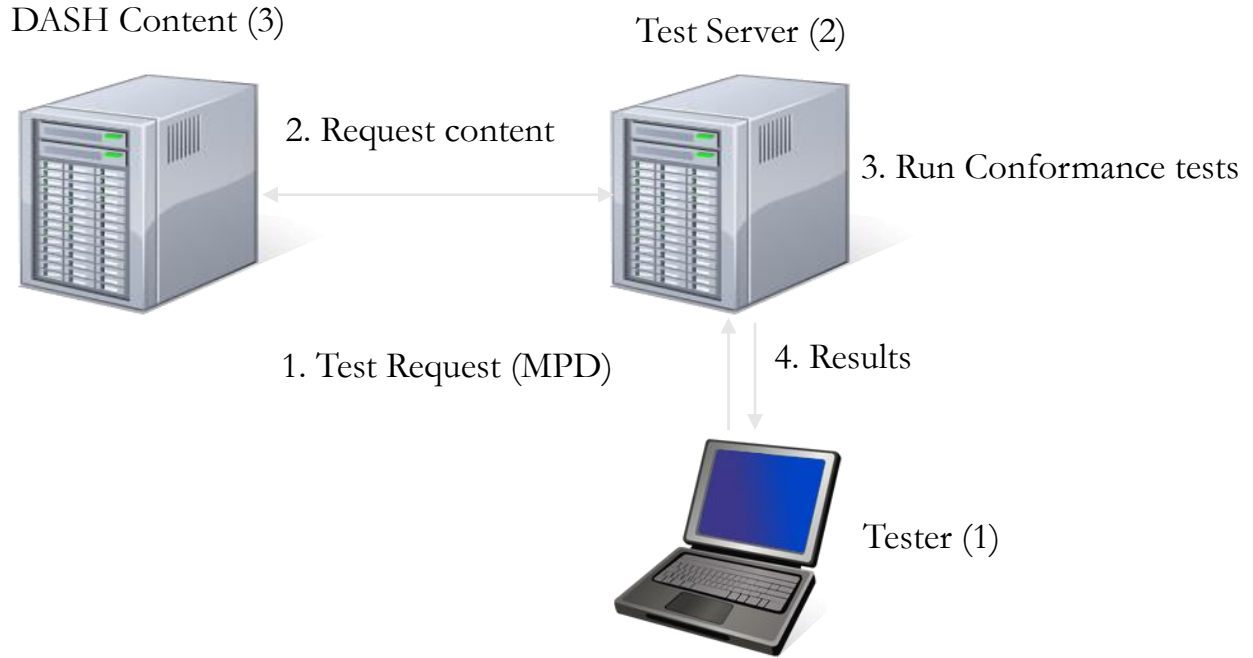 DASH Content (3)
Test Server (2)
2. Request content
3. Run Conformance tests
1. Test Request (MPD)
4. Results
Tester (1)